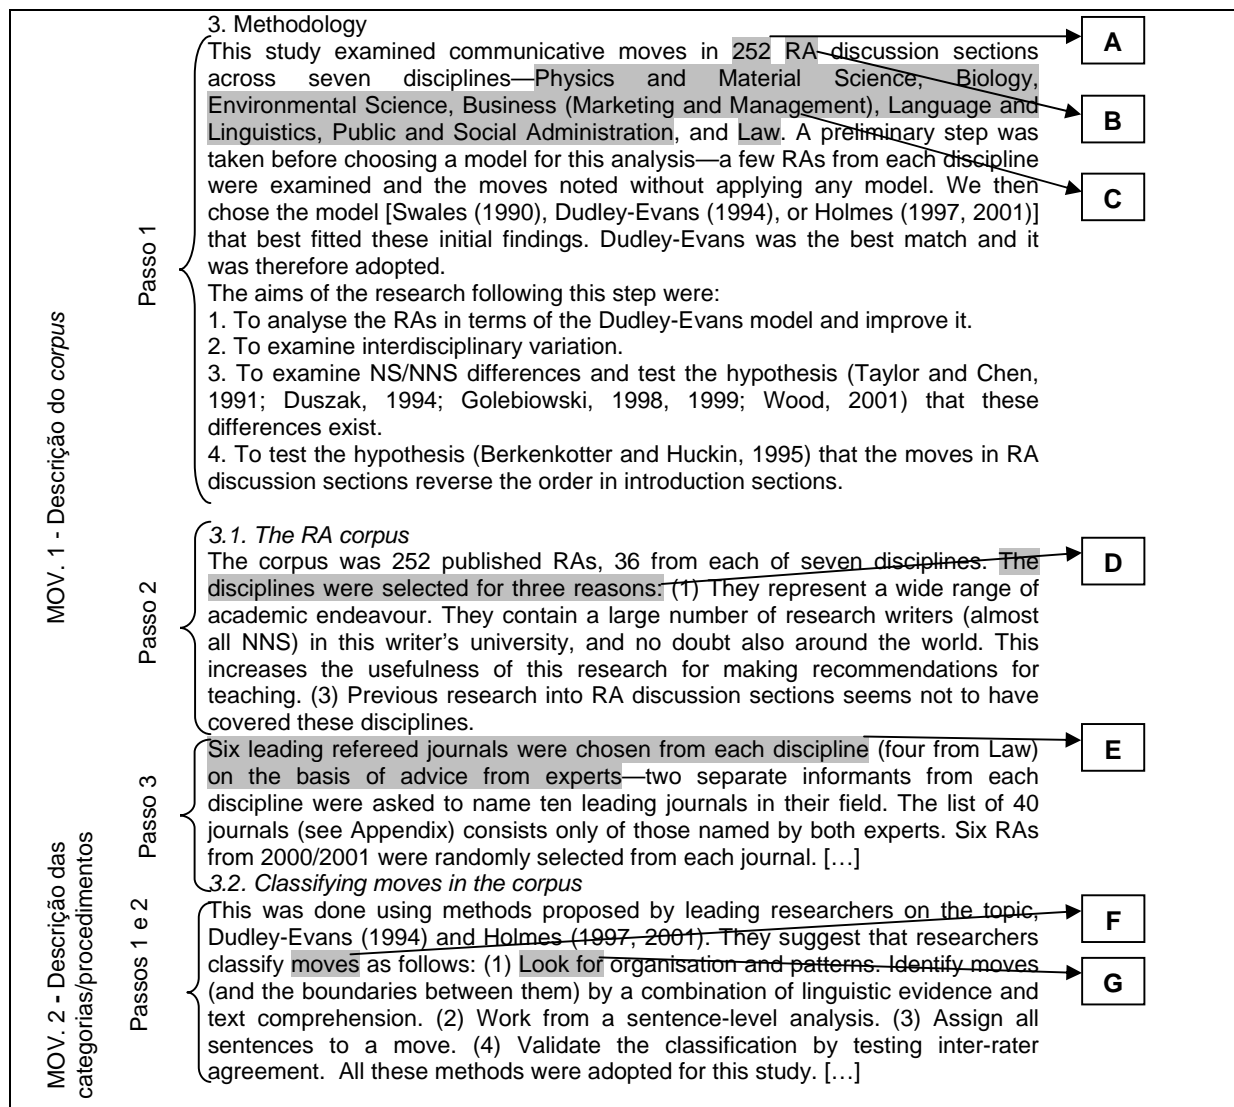 3. Methodology
This study examined communicative moves in 252 RA discussion sections
across seven disciplines—Physics and Material Science, Biology,
Environmental Science, Business (Marketing and Management), Language and
Linguistics, Public and Social Administration, and Law. A preliminary step was
taken before choosing a model for this analysis—a few RAs from each discipline
were examined and the moves noted without applying any model. We then
chose the model [Swales (1990), Dudley-Evans (1994), or Holmes (1997, 2001)]
that best fitted these initial findings. Dudley-Evans was the best match and it
was therefore adopted.
The aims of the research following this step were:
1. To analyse the RAs in terms of the Dudley-Evans model and improve it.
2. To examine interdisciplinary variation.
3. To examine NS/NNS differences and test the hypothesis (Taylor and Chen,
1991; Duszak, 1994; Golebiowski, 1998, 1999; Wood, 2001) that these
differences exist.
4. To test the hypothesis (Berkenkotter and Huckin, 1995) that the moves in RA
discussion sections reverse the order in introduction sections.
3.1. The RA corpus
The corpus was 252 published RAs, 36 from each of seven disciplines. The
disciplines were selected for three reasons: (1) They represent a wide range of
academic endeavour. They contain a large number of research writers (almost
all NNS) in this writer's university, and no doubt also around the world. This
increases the usefulness of this research for making recommendations for
teaching. (3) Previous research into RA discussion sections seems not to have
covered these disciplines.
Six leading refereed journals were chosen from each discipline (four from Law)
on the basis of advice from experts—two separate informants from each
discipline were asked to name ten leading journals in their field. The list of 40
journals (see Appendix) consists only of those named by both experts. Six RAs
from 2000/2001 were randomly selected from each journal. […]
3.2. Classifying moves in the corpus
This was done using methods proposed by leading researchers on the topic,
Dudley-Evans (1994) and Holmes (1997, 2001). They suggest that researchers
classify moves as follows: (1) Look for organisation and patterns. Identify moves
(and the boundaries between them) by a combination of linguistic evidence and
text comprehension. (2) Work from a sentence-level analysis. (3) Assign all
sentences to a move. (4) Validate the classification by testing inter-rater
agreement. All these methods were adopted for this study. […]
MOV. 1 - Descrição do corpus
Passo 1
Passo 2
Passo 3
MOV. 2 - Descrição das
categorias/procedimentos
Passos 1 e 2
A
B
C
D
E
F
G